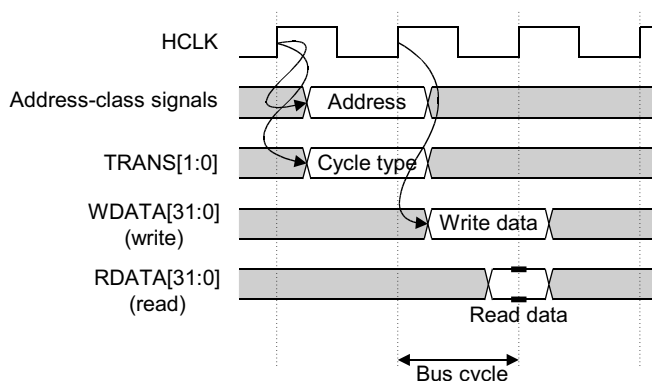 HCLK
Address-class signals
Address
TRANS[1:0]
Cycle type
WDATA[31:0]
(write)
Write data
RDATA[31:0]
(read)
Read data
Bus cycle